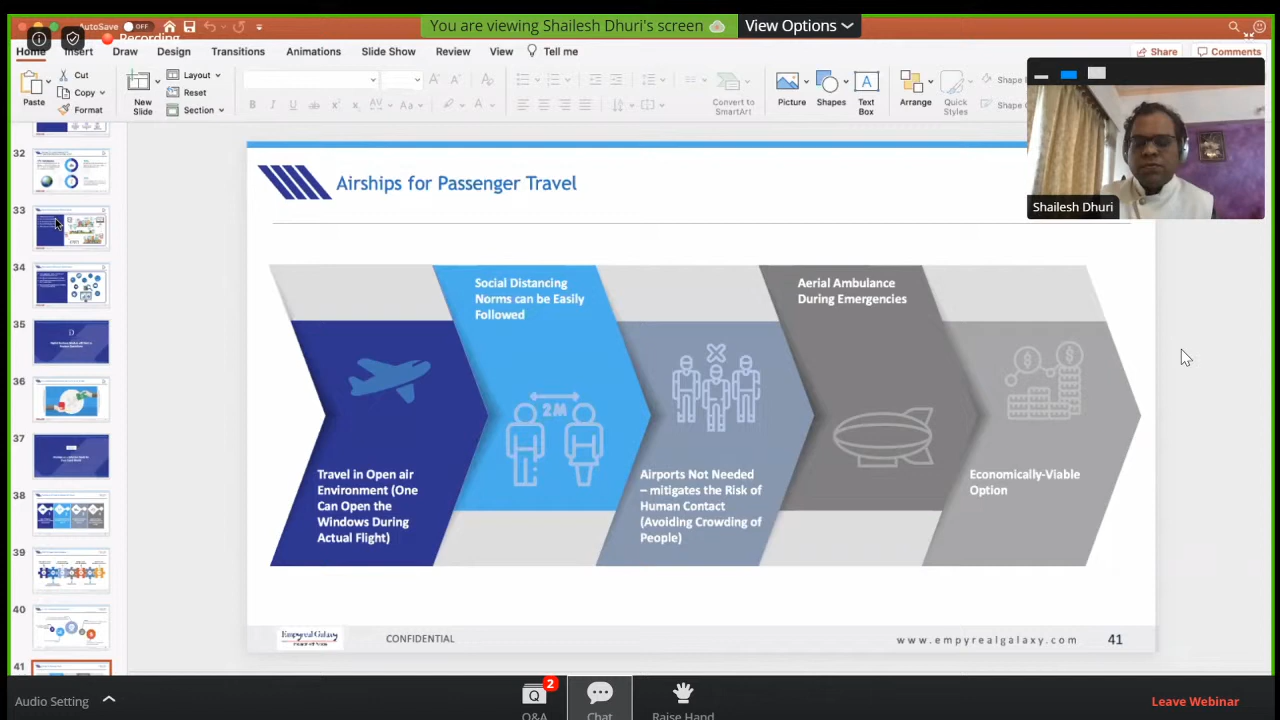 AutoSave OFF
You are viewing Shailesh Dhuri's screen
View Options
Recording
Home Insert Draw Design Transitions Animations Slide Show Review View Tell me
Share Comments
Paste
Cut
Copy
Format
New
Slide
Layout
Reset
Section
Convert to
SmartArt
Picture
Shapes
Text
Box
Arrange
Quick
Styles
Shape
Shape
Shailesh Dhuri
32
33
34
35
36
37
38
39
40
41
Airships for Passenger Travel
Travel in Open air
Environment (One
Can Open the
Windows During
Actual Flight)
Social Distancing
Norms can be Easily
Followed
2M
Airports Not Needed
– mitigates the Risk of
Human Contact
(Avoiding Crowding of
People)
Aerial Ambulance
During Emergencies
Economically-Viable
Option
Empyreal Galaxy
CONFIDENTIAL
www.empyrealgalaxy.com
41
Audio Setting
Q&A
2
Chat
Raise Hand
Leave Webinar